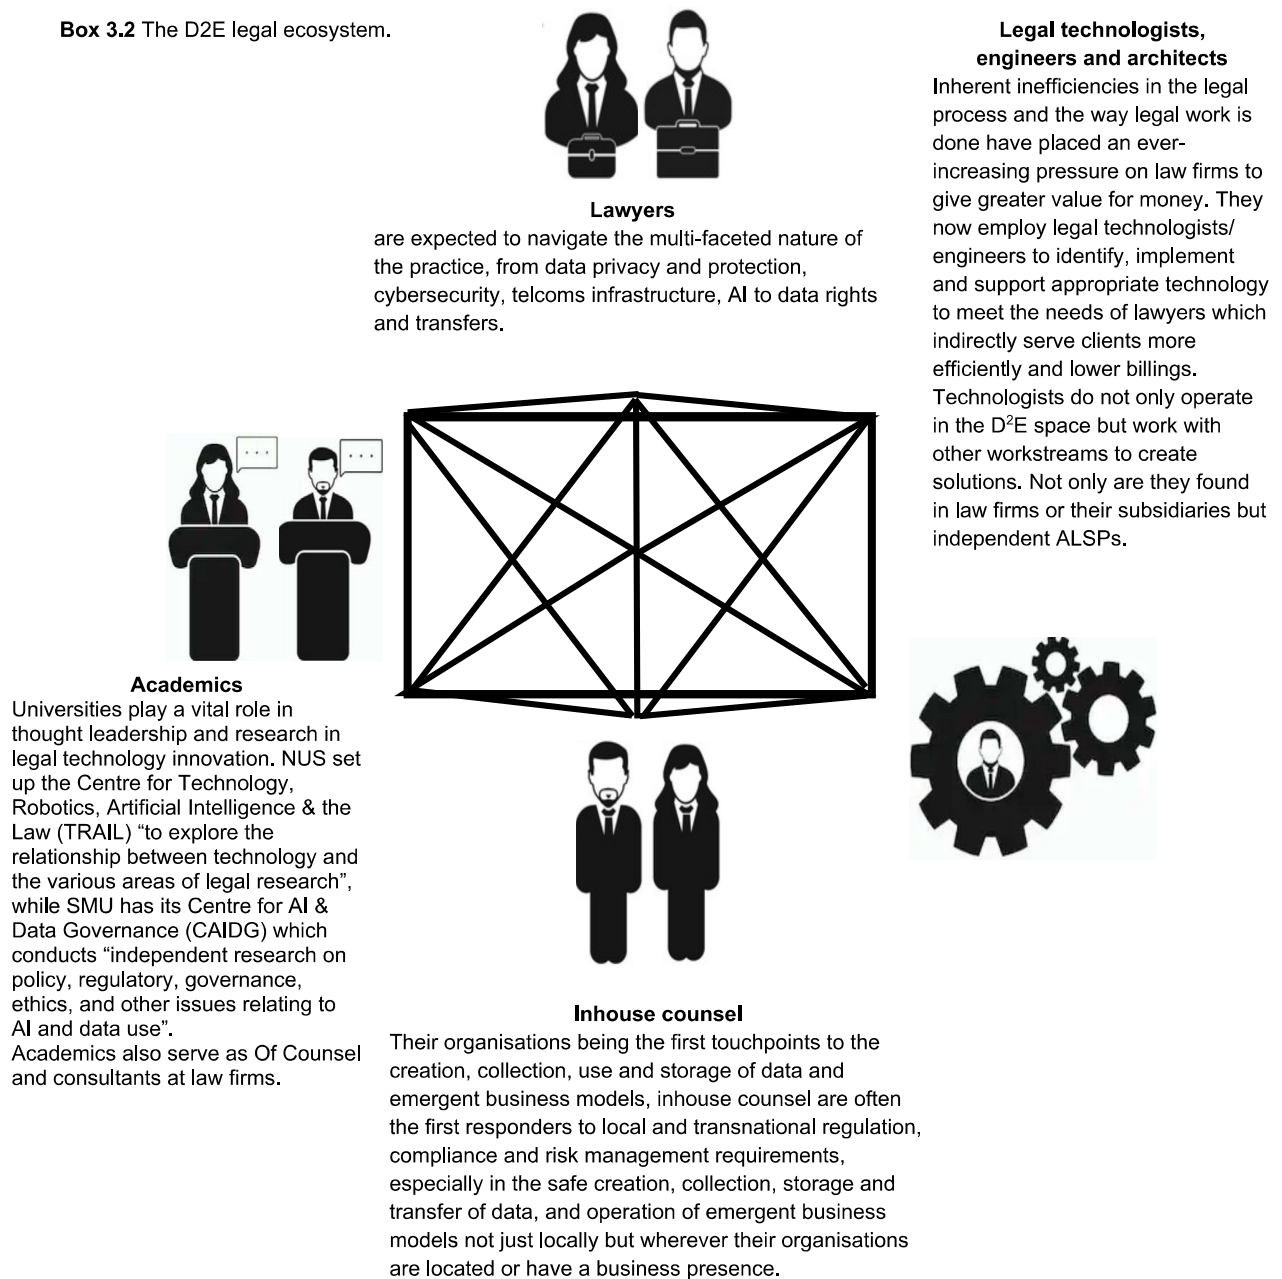 Box 3.2 The D2E legal ecosystem.
Lawyers
are expected to navigate the multi-faceted nature of
the practice, from data privacy and protection,
cybersecurity, telcoms infrastructure, AI to data rights
and transfers.
Legal technologists,
engineers and architects
Inherent inefficiencies in the legal
process and the way legal work is
done have placed an ever-
increasing pressure on law firms to
give greater value for money. They
now employ legal technologists/
engineers to identify, implement
and support appropriate technology
to meet the needs of lawyers which
indirectly serve clients more
efficiently and lower billings.
Technologists do not only operate
in the D²E space but work with
other workstreams to create
solutions. Not only are they found
in law firms or their subsidiaries but
independent ALSPs.
Academics
Universities play a vital role in
thought leadership and research in
legal technology innovation. NUS set
up the Centre for Technology,
Robotics, Artificial Intelligence & the
Law (TRAIL) “to explore the
relationship between technology and
the various areas of legal research”,
while SMU has its Centre for AI &
Data Governance (CAIDG) which
conducts “independent research on
policy, regulatory, governance,
ethics, and other issues relating to
AI and data use”.
Academics also serve as Of Counsel
and consultants at law firms.
Inhouse counsel
Their organisations being the first touchpoints to the
creation, collection, use and storage of data and
emergent business models, inhouse counsel are often
the first responders to local and transnational regulation,
compliance and risk management requirements,
especially in the safe creation, collection, storage and
transfer of data, and operation of emergent business
models not just locally but wherever their organisations
are located or have a business presence.